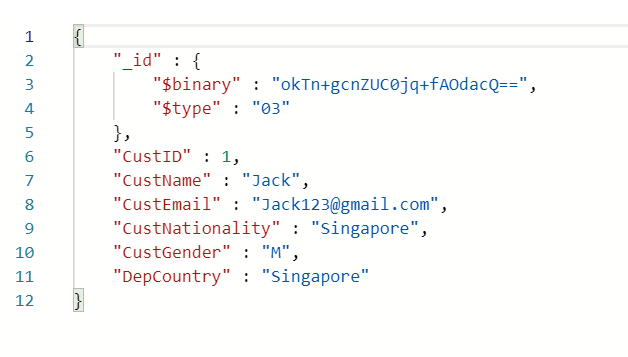 1 {
2 "_id" : {
3 "$binary" : "okTn+gcnZUC0jq+fAOdacQ==",
4 "$type" : "03"
5 },
6 "CustID" : 1,
7 "CustName" : "Jack",
8 "CustEmail" : "Jack123@gmail.com",
9 "CustNationality" : "Singapore",
10 "CustGender" : "M",
11 "DepCountry" : "Singapore"
12 }